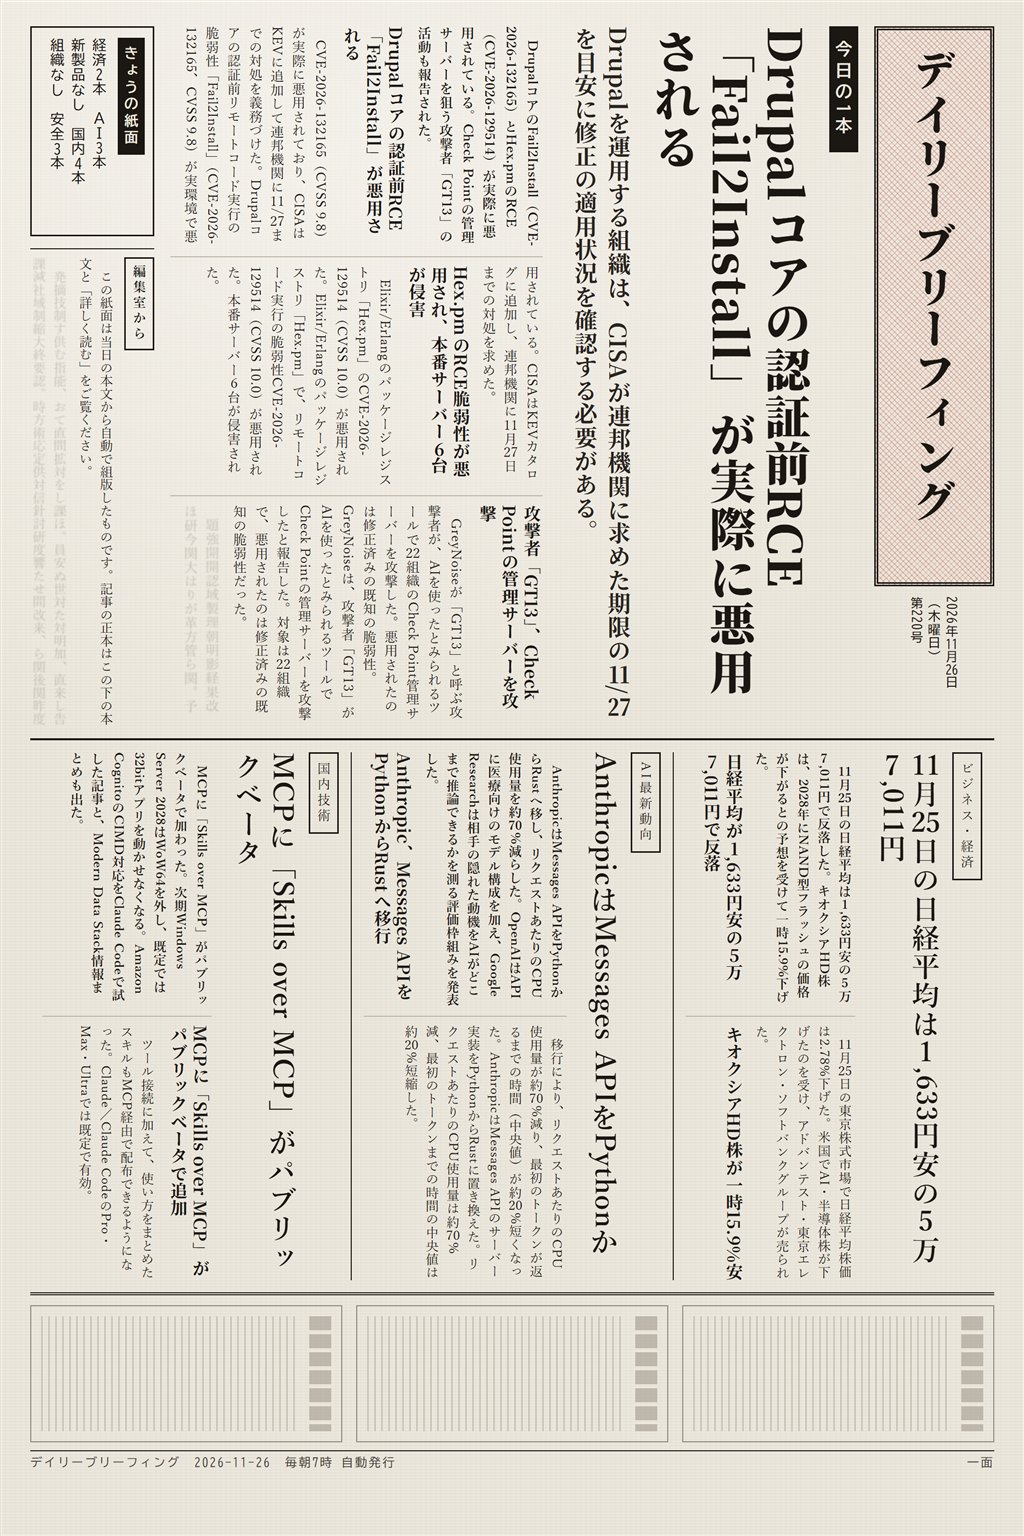 デイリーブリーフィング
2026年11月26日
（木曜日）
第220号
今日の1本
Drupalコアの認証前RCE
「Fail2Install」が実際に悪用
される
Drupalを運用する組織は、CISAが連邦機関に求めた期限の11/27
を目安に修正の適用状況を確認する必要がある。
DrupalコアのFail2Install（CVE-
2026-132165）とHex.pmのRCE
（CVE-2026-129514）が実際に悪
用されている。Check Pointの管理
サーバーを狙う攻撃者「GT13」の
活動も報告された。
Drupalコアの認証前RCE
「Fail2Install」が悪用さ
れる
CVE-2026-132165（CVSS 9.8）
が実際に悪用されており、CISAは
KEVに追加して連邦機関に11/27ま
での対処を義務づけた。Drupalコ
アの認証前リモートコード実行の
脆弱性「Fail2Install」（CVE-2026-
132165、CVSS 9.8）が実環境で悪
用されている。CISAはKEVカタロ
グに追加し、連邦機関に11月27日
までの対処を求めた。
Hex.pmのRCE脆弱性が悪
用され、本番サーバー6台
が侵害
Elixir/Erlangのパッケージレジス
トリ「Hex.pm」のCVE-2026-
129514（CVSS 10.0）が悪用され
た。Elixir/Erlangのパッケージレジ
ストリ「Hex.pm」で、リモートコ
ード実行の脆弱性CVE-2026-
129514（CVSS 10.0）が悪用され
た。本番サーバー6台が侵害され
た。
攻撃者「GT13」、Check
Pointの管理サーバーを攻
撃
GreyNoiseが「GT13」と呼ぶ攻
撃者が、AIを使ったとみられるツ
ールで22組織のCheck Point管理サ
ーバーを攻撃した。悪用されたの
は修正済みの既知の脆弱性。
GreyNoiseは、攻撃者「GT13」が
AIを使ったとみられるツールで
Check Pointの管理サーバーを攻撃
したと報告した。対象は22組織
で、悪用されたのは修正済みの既
知の脆弱性だった。
きょうの紙面
経済2本　AI3本
新製品なし　国内4本
組織なし　安全3本
編集室から
この紙面は当日の本文から自動で組版したものです。記事の正本はこの下の本
文と「詳しく読む」をご覧ください。
ビジネス・経済
11月25日の日経平均は1,633円安の5万
7,011円
11月25日の日経平均は1,633円安の5万
7,011円で反落した。キオクシアHD株
は、2028年にNAND型フラッシュの価格
が下がるとの予想を受けて一時15.9%下げ
た。
日経平均が1,633円安の5万
7,011円で反落
11月25日の東京株式市場で日経平均株価
は2.78%下げた。米国でAI・半導体株が下
げたのを受け、アドバンテスト・東京エレ
クトロン・ソフトバンクグループが売られ
た。
キオクシアHD株が一時15.9%安
AI最新動向
AnthropicはMessages APIをPythonか
AnthropicはMessages APIをPythonか
らRustへ移し、リクエストあたりのCPU
使用量を約70%減らした。OpenAIはAPI
に医療向けのモデル構成を加え、Google
Researchは相手の隠れた動機をAIがどこ
まで推論できるかを測る評価枠組みを発表
した。
Anthropic、Messages APIを
PythonからRustへ移行
移行により、リクエストあたりのCPU
使用量が約70%減り、最初のトークンが返
るまでの時間（中央値）が約20%短くなっ
た。AnthropicはMessages APIのサーバー
実装をPythonからRustに置き換えた。リ
クエストあたりのCPU使用量は約70%
減、最初のトークンまでの時間の中央値は
約20%短縮した。
国内技術
MCPに「Skills over MCP」がパブリッ
クベータ
MCPに「Skills over MCP」がパブリッ
クベータで加わった。次期Windows
Server 2028はWoW64を外し、既定では
32bitアプリを動かせなくなる。Amazon
CognitoのCIMD対応をClaude Codeで試
した記事と、Modern Data Stack情報ま
とめも出た。
MCPに「Skills over MCP」が
パブリックベータで追加
ツール接続に加えて、使い方をまとめた
スキルもMCP経由で配布できるようにな
った。Claude／Claude CodeのPro・
Max・Ultraでは既定で有効。
デイリーブリーフィング　2026-11-26　毎朝7時 自動発行
一面